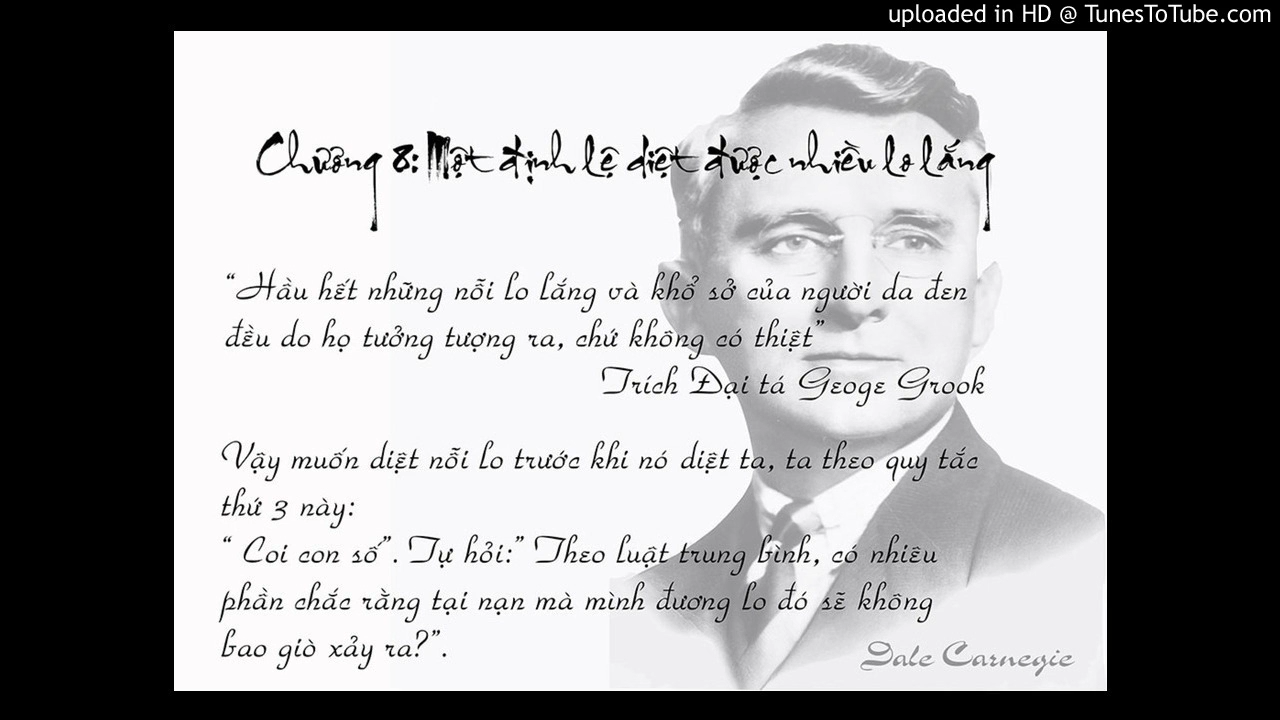 uploaded in HD @ TunesToTube.com
Chương 8: Một định lệ diệt được nhiều lo lắng
“Hầu hết những nỗi lo lắng và khổ sở của người da đen
đều do họ tưởng tượng ra, chứ không có thiệt”
Trích Đại tá Geoge Grook
Vậy muốn diệt nỗi lo trước khi nó diệt ta, ta theo quy tắc
thứ 3 này:
“ Coi con số”. Tự hỏi:” Theo luật trung bình, có nhiêu
phần chắc rằng tại nạn mà mình đương lo đó sẽ không
bao giờ xảy ra?”.
Dale Carnegie